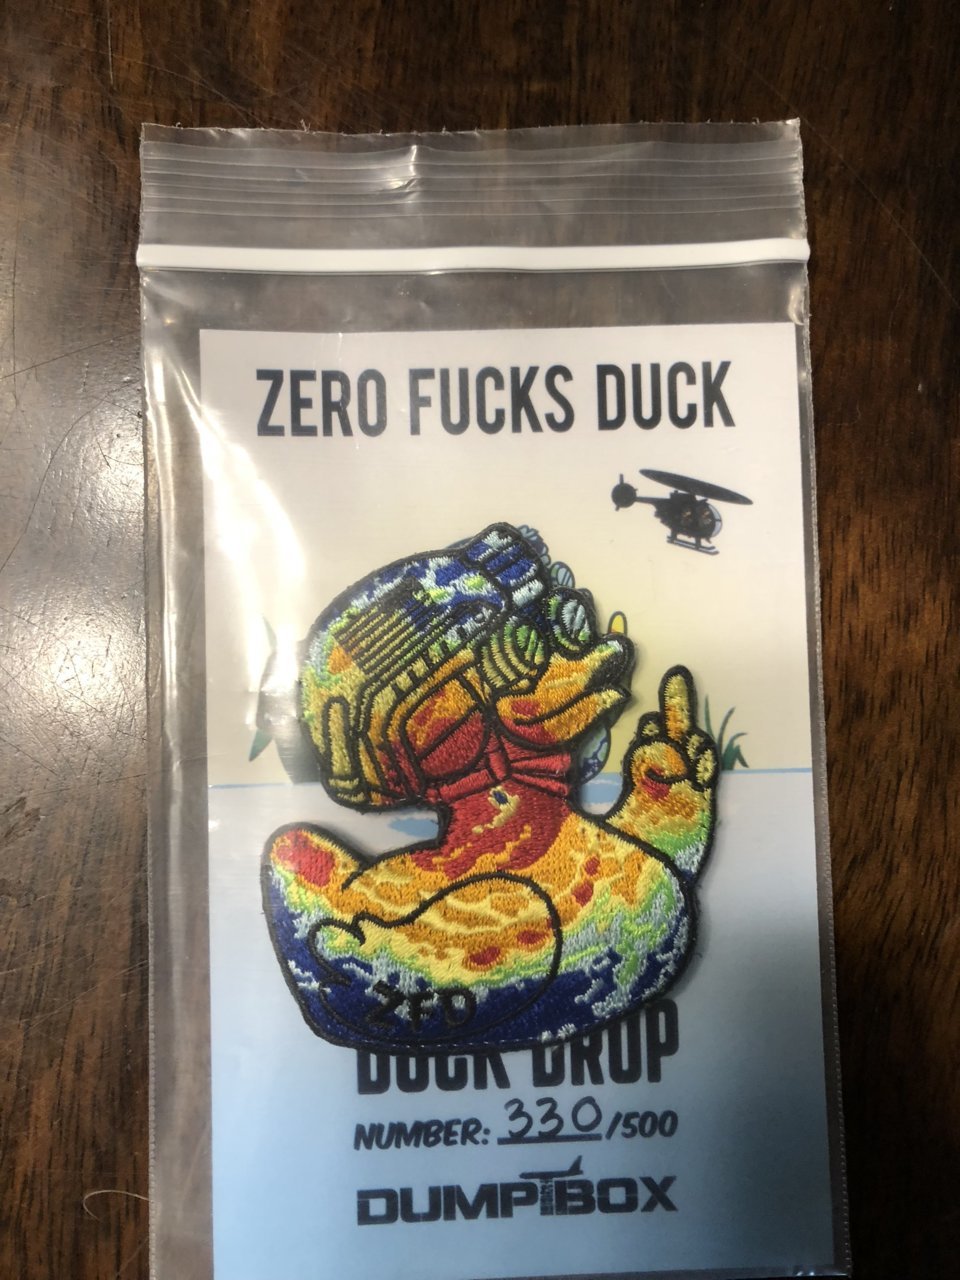 ZERO FUCKS DUCK
ZFD
DUCK DROP
NUMBER: 330/500
DUMPBOX